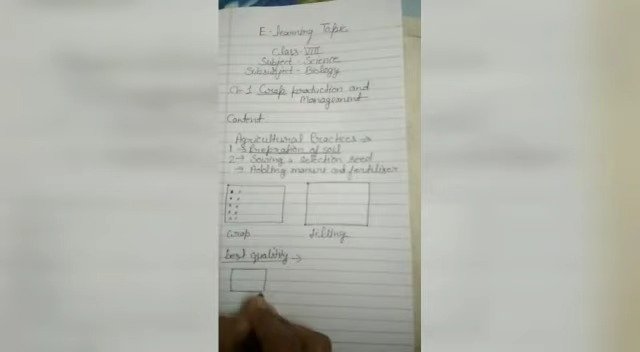 E-learning Topic
Class-VIII
Subject - Science
Subsubject - Biology
Ch-1 Crop production and
Management
Content
Agricultural Practices →
1 → Preparation of soil
2 → Sowing & selection seed
→ Adding manure and fertilizer
Crop
Tilling
best quality →